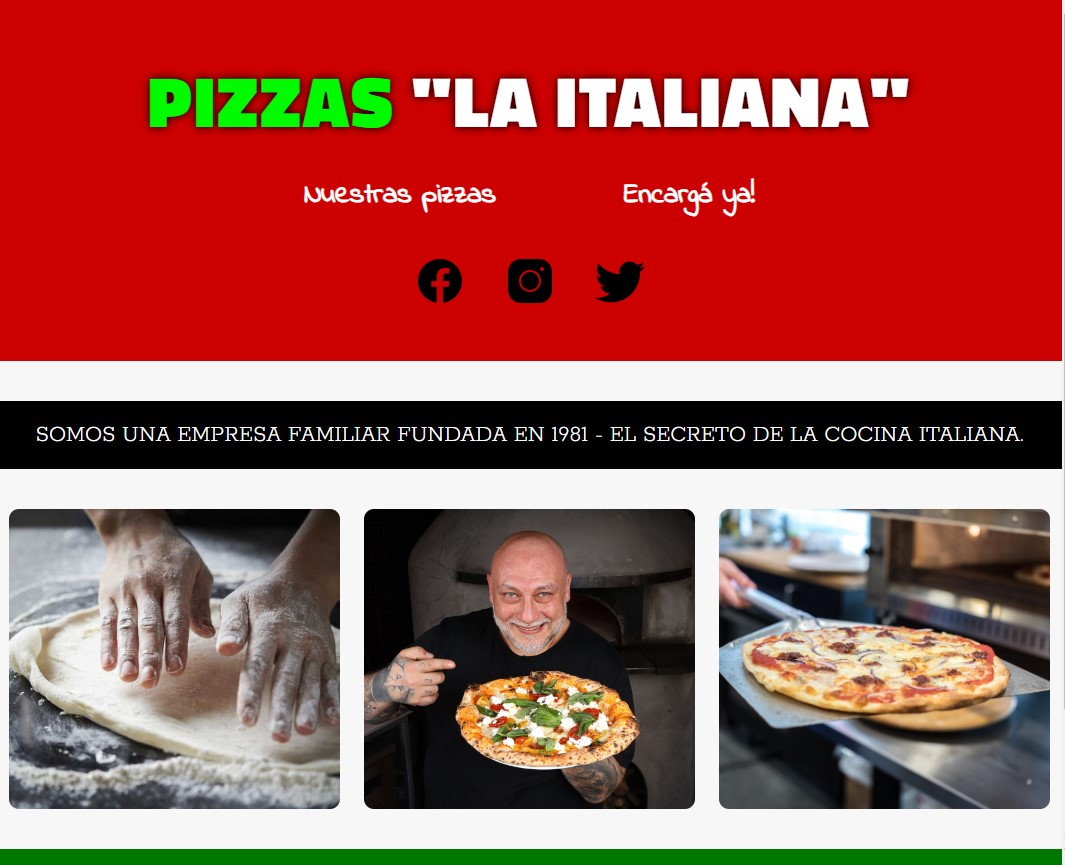 PIZZAS "LA ITALIANA"
Nuestras pizzas
Encargá ya!
SOMOS UNA EMPRESA FAMILIAR FUNDADA EN 1981 - EL SECRETO DE LA COCINA ITALIANA.